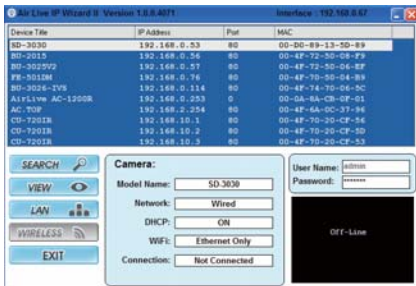 Air Live IP Wizard II Version 1.0.0.4071 Interface : 192.168.0.67
Device Title IP Address Port MAC
SD-3030 192.168.0.53 80 00-D0-89-13-5D-89
BU-2015 192.168.0.56 80 00-4F-72-50-08-F9
BU-3025V2 192.168.0.57 80 00-4F-72-50-06-EF
FE-501DM 192.168.0.76 80 00-4F-70-50-04-B9
BU-3026-IVS 192.168.0.114 80 00-4F-74-70-06-5C
AirLive AC-1200R 192.168.0.253 0 00-0A-8A-CB-0F-01
AC.TOP 192.168.2.254 80 00-4F-6A-0C-37-96
CU-720IR 192.168.10.1 80 00-4F-70-20-CF-56
CU-720IR 192.168.10.2 80 00-4F-70-20-CF-5D
CU-720IR 192.168.10.3 80 00-4F-70-20-CF-53
SEARCH
VIEW
LAN
WIRELESS
EXIT
Camera:
Model Name: SD-3030
Network: Wired
DHCP: ON
WiFi: Ethernet Only
Connection: Not Connected
User Name: admin
Password: *******
Off-Line